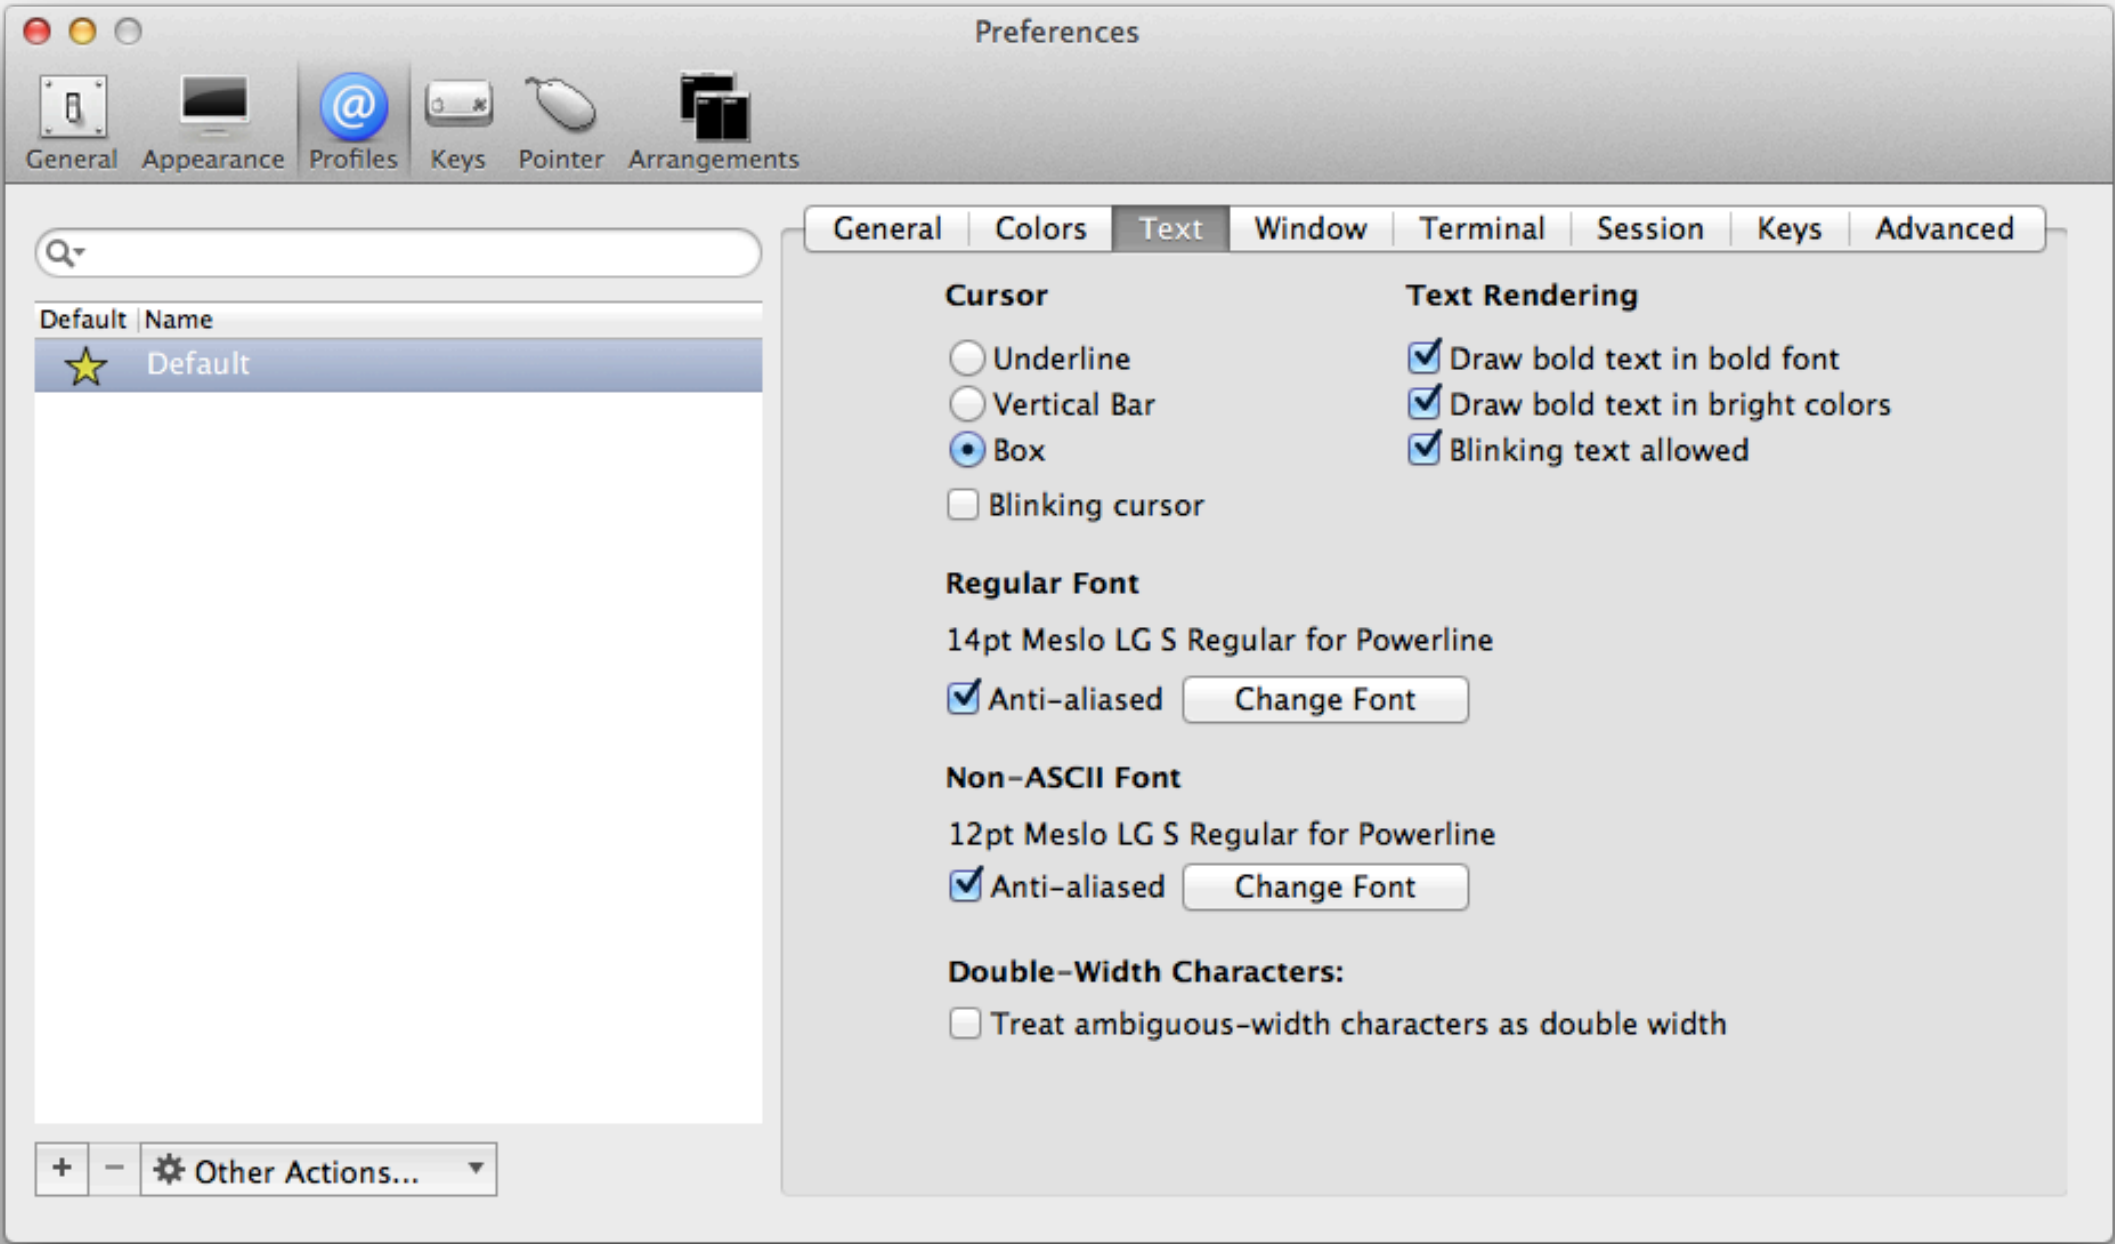 Preferences
General Appearance Profiles Keys Pointer Arrangements
General Colors Text Window Terminal Session Keys Advanced
Default Name
Default
Cursor
Underline
Vertical Bar
Box
Blinking cursor
Text Rendering
Draw bold text in bold font
Draw bold text in bright colors
Blinking text allowed
Regular Font
14pt Meslo LG S Regular for Powerline
Anti-aliased Change Font
Non-ASCII Font
12pt Meslo LG S Regular for Powerline
Anti-aliased Change Font
Double-Width Characters:
Treat ambiguous-width characters as double width
+ − Other Actions...